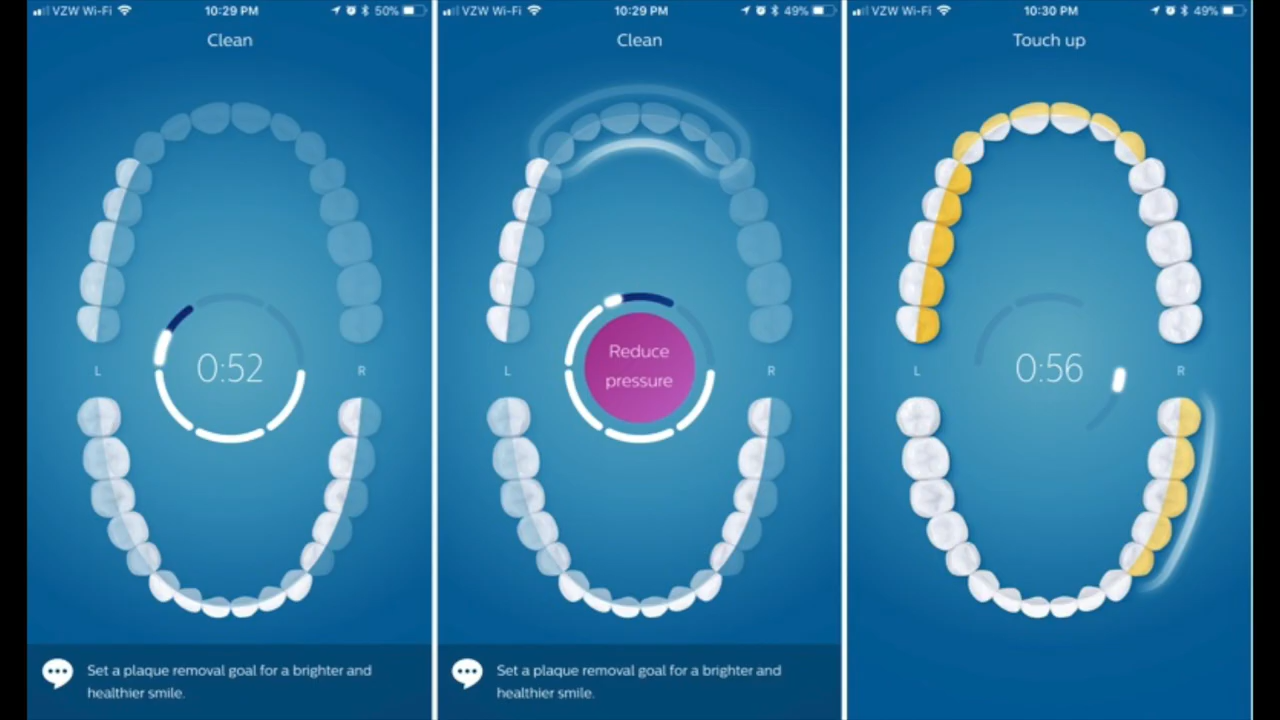 VZW Wi-Fi 10:29 PM 50%
Clean
0:52
L R
Set a plaque removal goal for a brighter and
healthier smile.
VZW Wi-Fi 10:29 PM 49%
Clean
Reduce
pressure
L R
Set a plaque removal goal for a brighter and
healthier smile.
VZW Wi-Fi 10:30 PM 49%
Touch up
0:56
L R